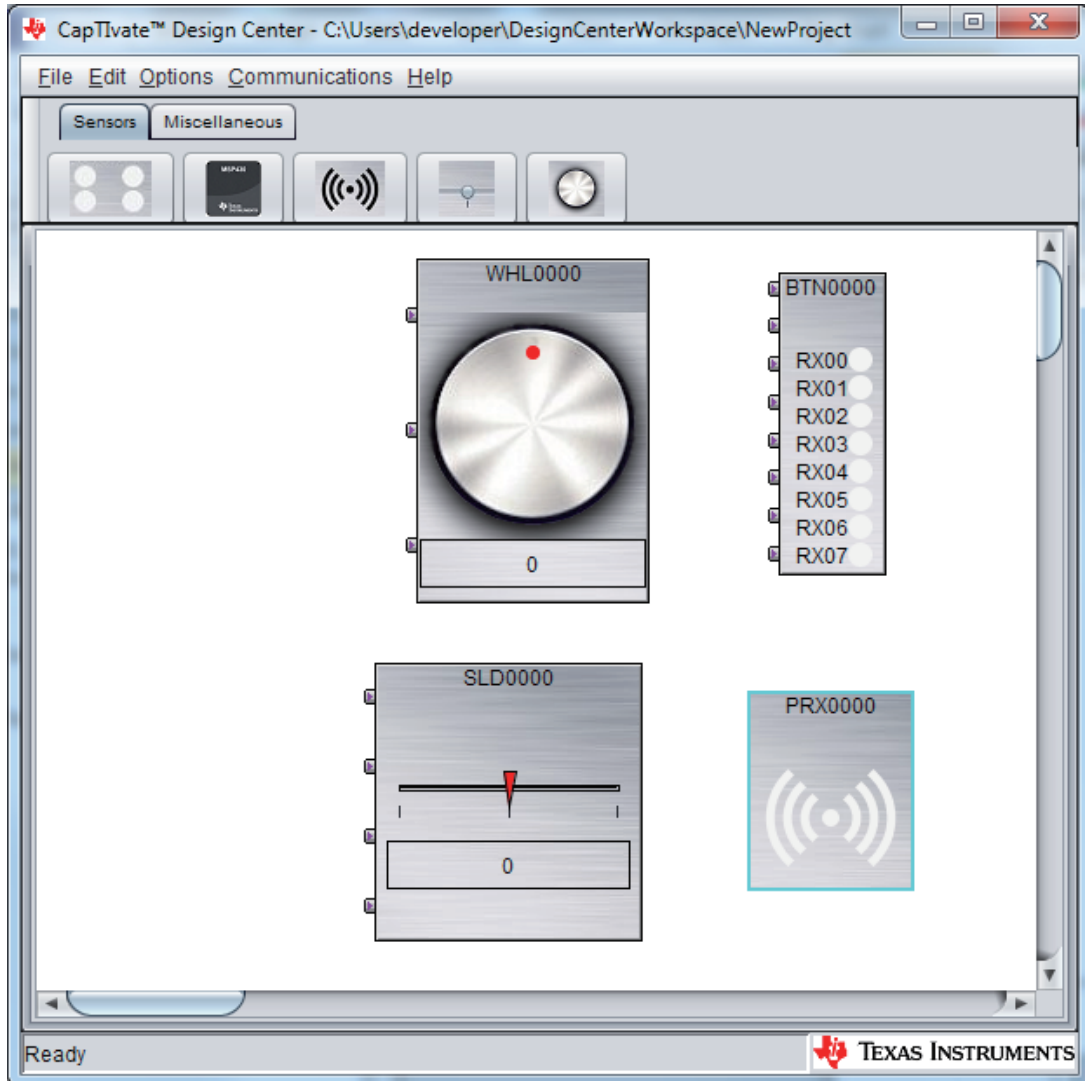 CapTIvate™ Design Center - C:\Users\developer\DesignCenterWorkspace\NewProject
File Edit Options Communications Help
Sensors Miscellaneous
MSP430
WHL0000
0
BTN0000
RX00
RX01
RX02
RX03
RX04
RX05
RX06
RX07
SLD0000
0
PRX0000
Ready
TEXAS INSTRUMENTS